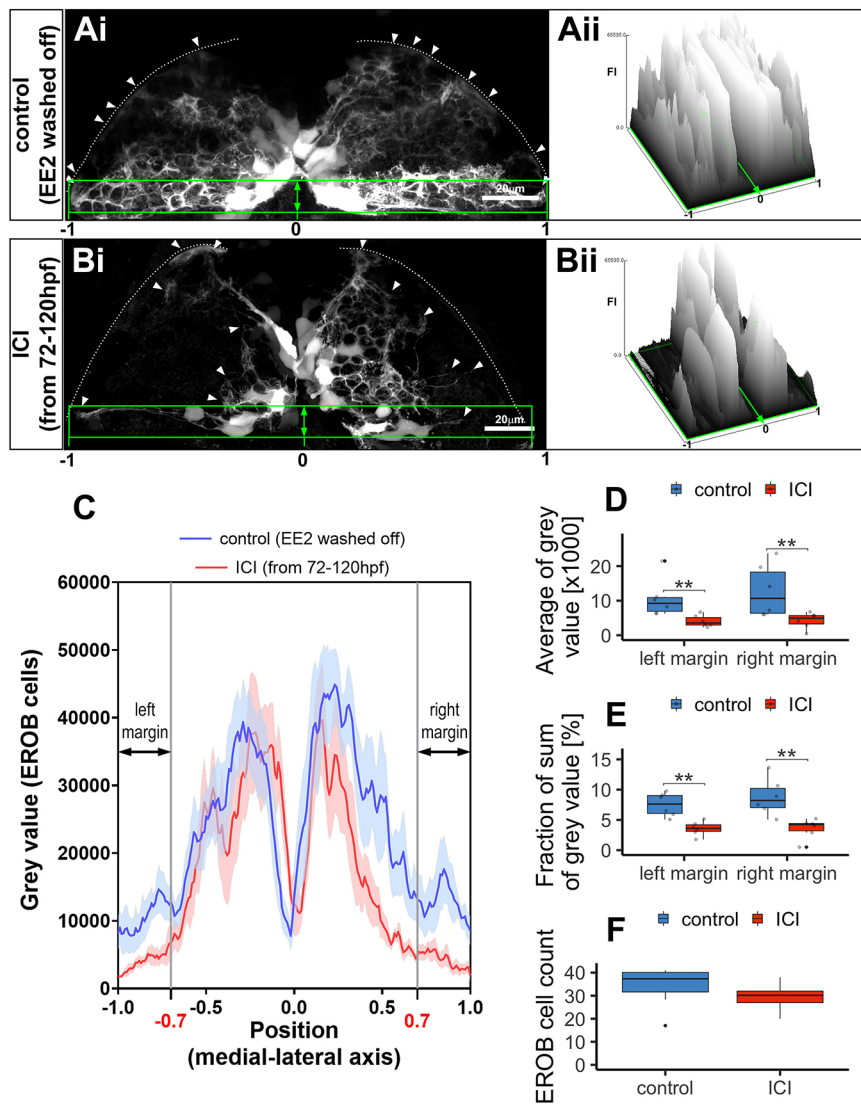 control
(EE2 washed off)
Ai
20µm
-1
0
1
Aii
65535.0
FI
0.0
-1
0
1
ICI
(from 72-120hpf)
Bi
20µm
-1
0
1
Bii
65535.0
FI
0.0
-1
0
1
C
control (EE2 washed off)
ICI (from 72-120hpf)
Grey value (EROB cells)
60000
50000
40000
30000
20000
10000
0
left
margin
right
margin
-1.0
-0.5
0.0
0.5
1.0
-0.7
0.7
Position
(medial-lateral axis)
D
control
ICI
Average of grey
value [x1000]
20
10
0
**
**
left margin
right margin
E
control
ICI
Fraction of sum
of grey value [%]
15
10
5
0
**
**
left margin
right margin
F
control
ICI
EROB cell count
40
30
20
10
0
control
ICI